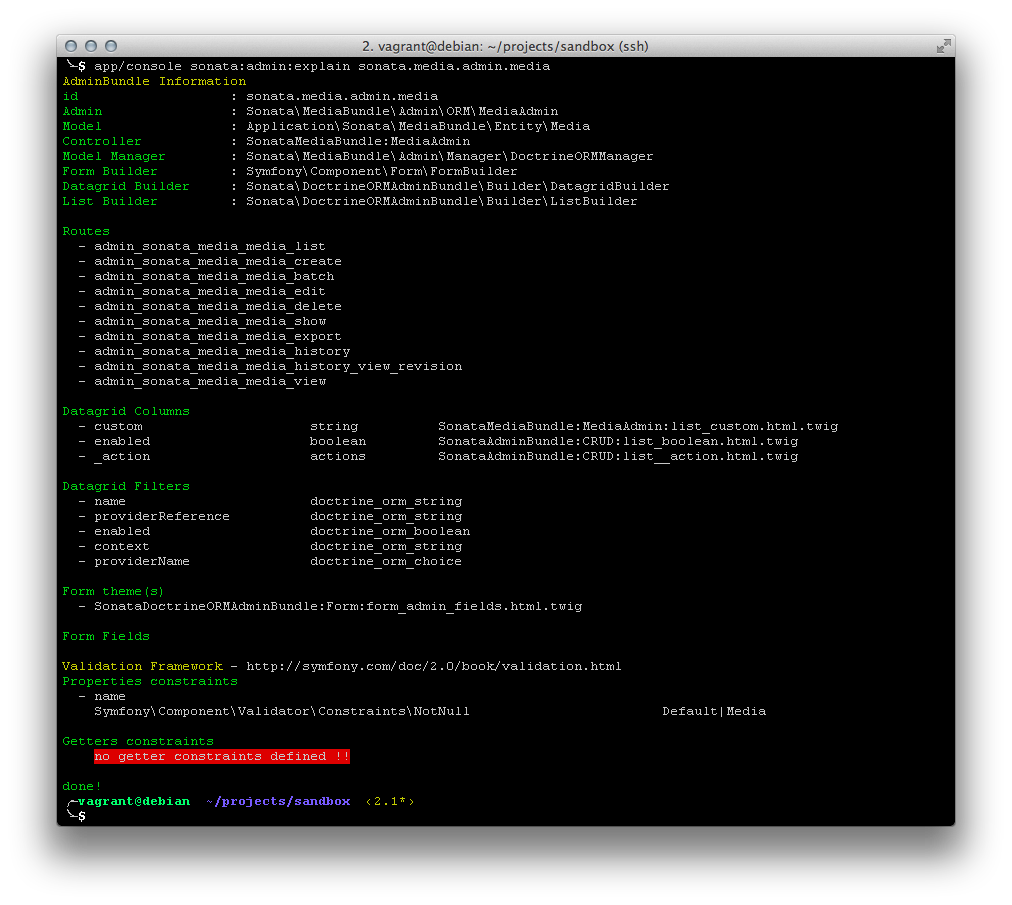 2. vagrant@debian: ~/projects/sandbox (ssh)
╰─$ app/console sonata:admin:explain sonata.media.admin.media
AdminBundle Information
id                   : sonata.media.admin.media
Admin                : Sonata\MediaBundle\Admin\ORM\MediaAdmin
Model                : Application\Sonata\MediaBundle\Entity\Media
Controller           : SonataMediaBundle:MediaAdmin
Model Manager        : Sonata\MediaBundle\Admin\Manager\DoctrineORMManager
Form Builder         : Symfony\Component\Form\FormBuilder
Datagrid Builder     : Sonata\DoctrineORMAdminBundle\Builder\DatagridBuilder
List Builder         : Sonata\DoctrineORMAdminBundle\Builder\ListBuilder
Routes
  - admin_sonata_media_media_list
  - admin_sonata_media_media_create
  - admin_sonata_media_media_batch
  - admin_sonata_media_media_edit
  - admin_sonata_media_media_delete
  - admin_sonata_media_media_show
  - admin_sonata_media_media_export
  - admin_sonata_media_media_history
  - admin_sonata_media_media_history_view_revision
  - admin_sonata_media_media_view
Datagrid Columns
  - custom                     string          SonataMediaBundle:MediaAdmin:list_custom.html.twig
  - enabled                    boolean         SonataAdminBundle:CRUD:list_boolean.html.twig
  - _action                    actions         SonataAdminBundle:CRUD:list__action.html.twig
Datagrid Filters
  - name                       doctrine_orm_string
  - providerReference          doctrine_orm_string
  - enabled                    doctrine_orm_boolean
  - context                    doctrine_orm_string
  - providerName               doctrine_orm_choice
Form theme(s)
  - SonataDoctrineORMAdminBundle:Form:form_admin_fields.html.twig
Form Fields
Validation Framework - http://symfony.com/doc/2.0/book/validation.html
Properties constraints
  - name
    Symfony\Component\Validator\Constraints\NotNull                        Default|Media
Getters constraints
    no getter constraints defined !!
done!
╭─vagrant@debian  ~/projects/sandbox  ‹2.1*›
╰─$